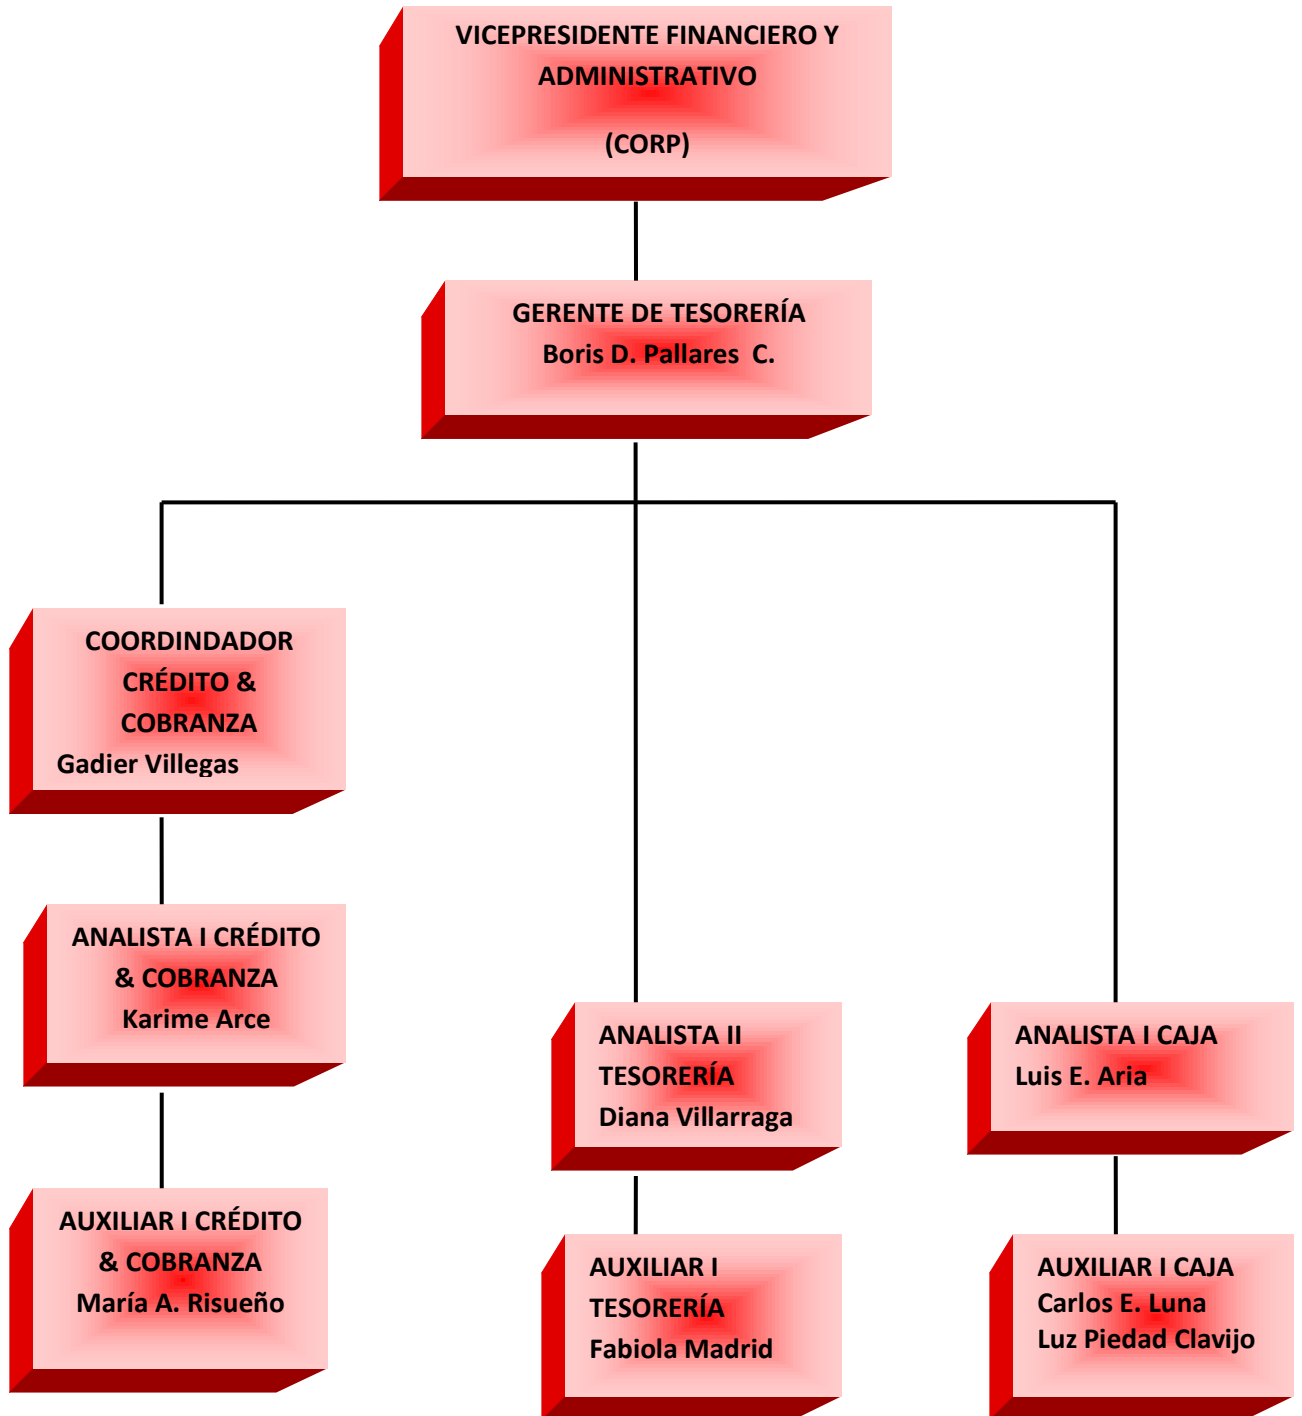 VICEPRESIDENTE FINANCIERO Y
ADMINISTRATIVO
(CORP)
GERENTE DE TESORERÍA
Boris D. Pallares  C.
COORDINDADOR
CRÉDITO &
COBRANZA
Gadier Villegas
ANALISTA I CRÉDITO
& COBRANZA
Karime Arce
ANALISTA II
TESORERÍA
Diana Villarraga
ANALISTA I CAJA
Luis E. Aria
AUXILIAR I CRÉDITO
& COBRANZA
María A. Risueño
AUXILIAR I
TESORERÍA
Fabiola Madrid
AUXILIAR I CAJA
Carlos E. Luna
Luz Piedad Clavijo